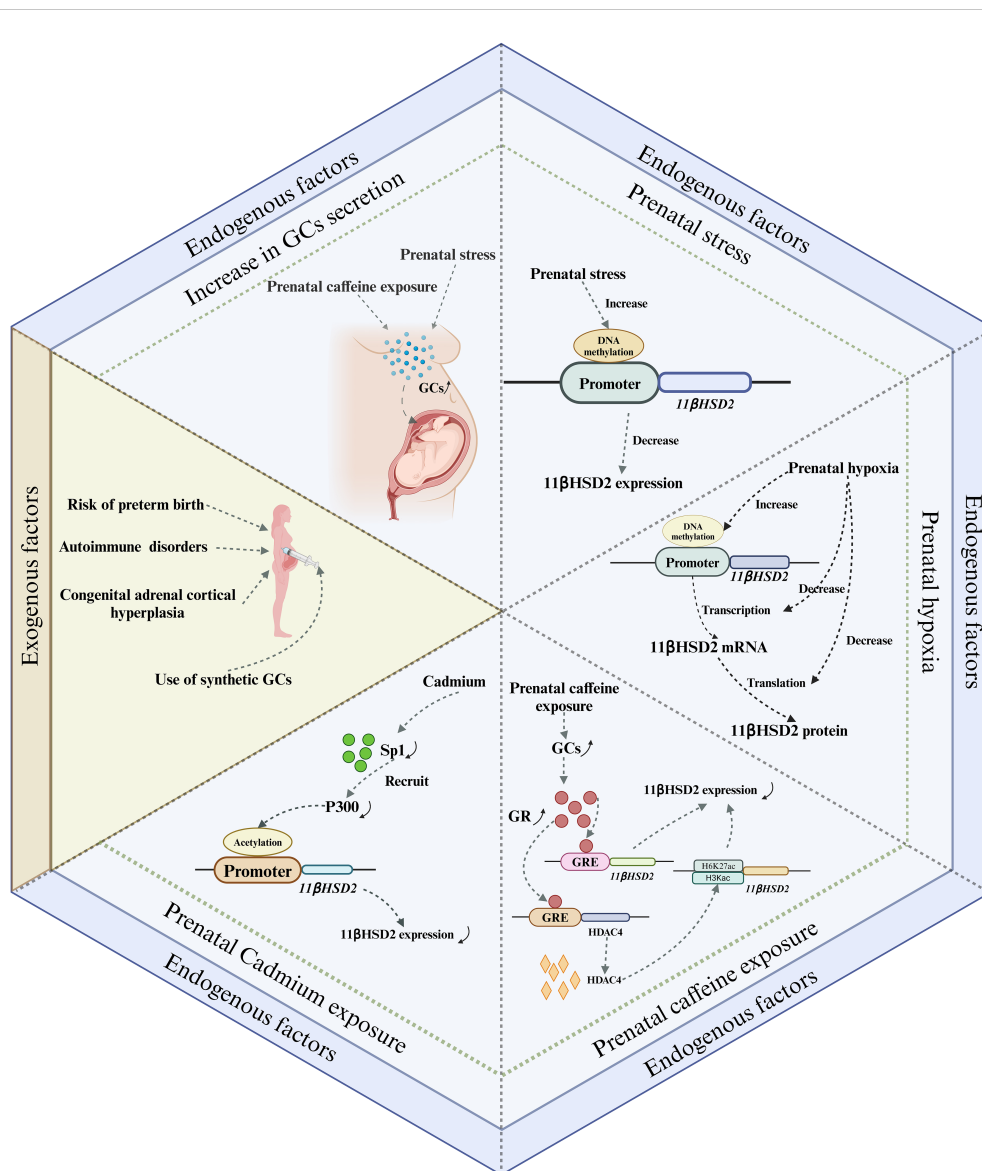 Endogenous factors
Increase in GCs secretion
Prenatal stress
Prenatal caffeine exposure
GCs
Endogenous factors
Prenatal stress
Prenatal stress
Increase
DNA
methylation
Promoter
11βHSD2
Decrease
11βHSD2 expression
Endogenous factors
Prenatal hypoxia
Prenatal hypoxia
Increase
DNA
methylation
Promoter
11βHSD2
Decrease
Transcription
11βHSD2 mRNA
Decrease
Translation
11βHSD2 protein
Exogenous factors
Risk of preterm birth
Autoimmune disorders
Congenital adrenal cortical
hyperplasia
Use of synthetic GCs
Cadmium
Sp1
Recruit
P300
Acetylation
Promoter
11βHSD2
11βHSD2 expression
Prenatal Cadmium exposure
Endogenous factors
Prenatal caffeine
exposure
GCs
GR
11βHSD2 expression
GRE
11βHSD2
H6K27ac
H3Kac
11βHSD2
GRE
HDAC4
HDAC4
Prenatal caffeine exposure
Endogenous factors